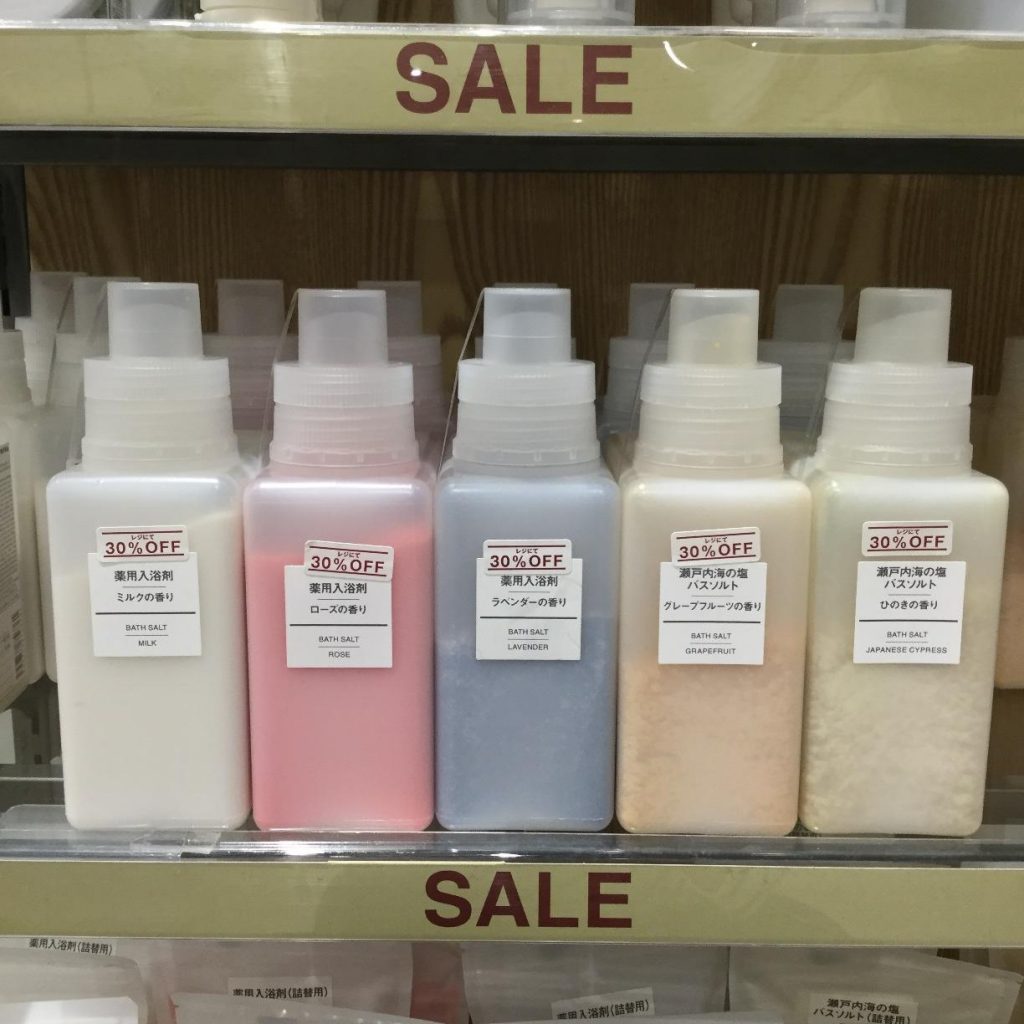 SALE
レジにて
30%OFF
薬用入浴剤
ミルクの香り
BATH SALT
MILK
レジにて
30%OFF
薬用入浴剤
ローズの香り
BATH SALT
ROSE
レジにて
30%OFF
薬用入浴剤
ラベンダーの香り
BATH SALT
LAVENDER
レジにて
30%OFF
瀬戸内海の塩
バスソルト
グレープフルーツの香り
BATH SALT
GRAPEFRUIT
レジにて
30%OFF
瀬戸内海の塩
バスソルト
ひのきの香り
BATH SALT
JAPANESE CYPRESS
SALE
薬用入浴剤(詰替用)
薬用入浴剤(詰替用)
薬用入浴剤(詰替用)
瀬戸内海の塩
バスソルト(詰替用)